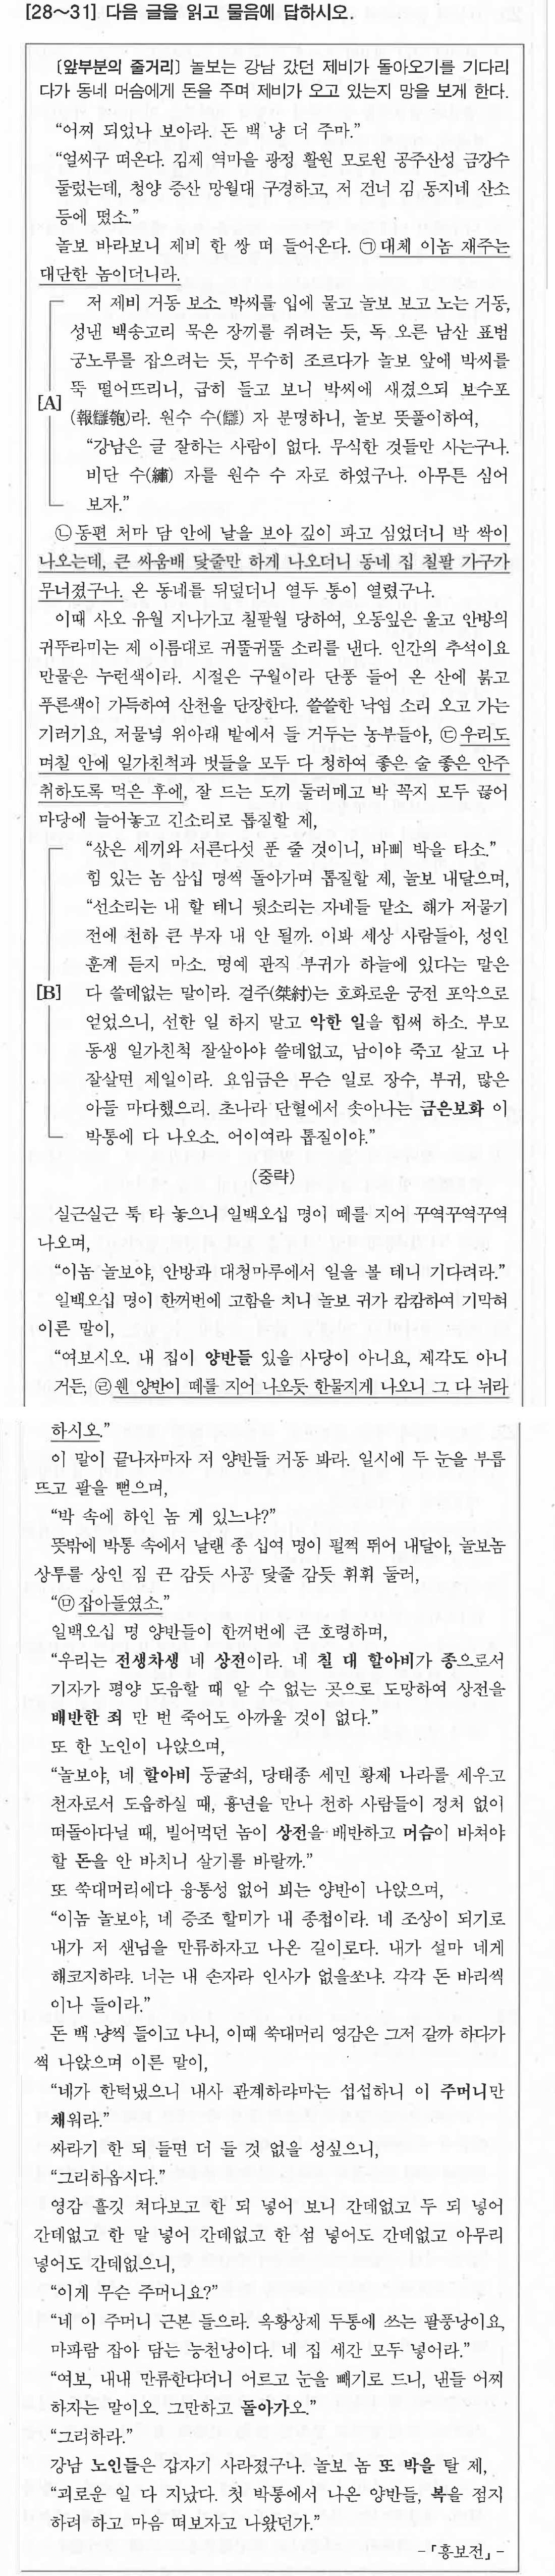 [28~31] 다음 글을 읽고 물음에 답하시오.
〔앞부분의 줄거리〕 놀보는 강남 갔던 제비가 돌아오기를 기다리
다가 동네 머슴에게 돈을 주며 제비가 오고 있는지 망을 보게 한다.
“어찌 되었나 보아라. 돈 백 냥 더 주마.”
“얼씨구 떠온다. 김제 역마을 광정 활원 모로원 공주산성 금강수
둘렀는데, 청양 증산 망월대 구경하고, 저 건너 김 동지네 산소
등에 떴소.”
놀보 바라보니 제비 한 쌍 떠 들어온다. ㉠대체 이놈 재주는
대단한 놈이더니라.
저 제비 거동 보소. 박씨를 입에 물고 놀보 보고 노는 거동,
성낸 백송고리 묵은 장끼를 쥐려는 듯, 독 오른 남산 표범
궁노루를 잡으려는 듯, 무수히 조르다가 놀보 앞에 박씨를
뚝 떨어뜨리니, 급히 들고 보니 박씨에 새겼으되 보수포
[A]
(報讎匏)라. 원수 수(讎) 자 분명하니, 놀보 뜻풀이하여,
“강남은 글 잘하는 사람이 없다. 무식한 것들만 사는구나.
비단 수(繡) 자를 원수 수 자로 하였구나. 아무튼 심어
보자.”
㉡동편 처마 담 안에 날을 보아 깊이 파고 심었더니 박 싹이
나오는데, 큰 싸움배 닻줄만 하게 나오더니 동네 집 칠팔 가구가
무너졌구나. 온 동네를 뒤덮더니 열두 통이 열렸구나.
이때 사오 유월 지나가고 칠팔월 당하여, 오동잎은 울고 안방의
귀뚜라미는 제 이름대로 귀뚤귀뚤 소리를 낸다. 인간의 추석이요
만물은 누런색이라. 시절은 구월이라 단풍 들어 온 산에 붉고
푸른색이 가득하여 산천을 단장한다. 쓸쓸한 낙엽 소리 오고 가는
기러기요, 저물녘 위아래 밭에서 들 거두는 농부들아, ㉢우리도
며칠 안에 일가친척과 벗들을 모두 다 청하여 좋은 술 좋은 안주
취하도록 먹은 후에, 잘 드는 도끼 둘러메고 박 꼭지 모두 끊어
마당에 늘어놓고 긴소리로 톱질할 제,
“삯은 세끼와 서른다섯 푼 줄 것이니, 바삐 박을 타소.”
힘 있는 놈 삼십 명씩 돌아가며 톱질할 제, 놀보 내달으며,
“선소리는 내 할 테니 뒷소리는 자네들 맡소. 해가 저물기
전에 천하 큰 부자 내 안 될까. 이봐 세상 사람들아, 성인
훈계 듣지 마소. 명예 관직 부귀가 하늘에 있다는 말은
[B]
다 쓸데없는 말이라. 걸주(桀紂)는 호화로운 궁전 포악으로
얻었으니, 선한 일 하지 말고 악한 일을 힘써 하소. 부모
동생 일가친척 잘살아야 쓸데없고, 남이야 죽고 살고 나
잘살면 제일이라. 요임금은 무슨 일로 장수, 부귀, 많은
아들 마다했으리. 초나라 단혈에서 솟아나는 금은보화 이
박통에 다 나오소. 어이여라 톱질이야.”
(중략)
실근실근 툭 타 놓으니 일백오십 명이 떼를 지어 꾸역꾸역꾸역
나오며,
“이놈 놀보야, 안방과 대청마루에서 일을 볼 테니 기다려라.”
일백오십 명이 한꺼번에 고함을 치니 놀보 귀가 캄캄하여 기막혀
이른 말이,
“여보시오. 내 집이 양반들 있을 사당이 아니요, 제각도 아니
거든, ㉣웬 양반이 떼를 지어 나오듯 한물지게 나오니 그 다 뉘라
하시오.”
이 말이 끝나자마자 저 양반들 거동 봐라. 일시에 두 눈을 부릅
뜨고 팔을 뻗으며,
“박 속에 하인 놈 게 있느냐?”
뜻밖에 박통 속에서 날랜 종 십여 명이 펄쩍 뛰어 내달아, 놀보놈
상투를 상인 짐 끈 감듯 사공 닻줄 감듯 휘휘 둘러,
“㉤잡아들였소.”
일백오십 명 양반들이 한꺼번에 큰 호령하며,
“우리는 전생차생 네 상전이라. 네 칠 대 할아비가 종으로서
기자가 평양 도읍할 때 알 수 없는 곳으로 도망하여 상전을
배반한 죄 만 번 죽어도 아까울 것이 없다.”
또 한 노인이 나앉으며,
“놀보야, 네 할아비 둥굴쇠, 당태종 세민 황제 나라를 세우고
천자로서 도읍하실 때, 흉년을 만나 천하 사람들이 정처 없이
떠돌아다닐 때, 빌어먹던 놈이 상전을 배반하고 머슴이 바쳐야
할 돈을 안 바치니 살기를 바랄까.”
또 쑥대머리에다 융통성 없어 뵈는 양반이 나앉으며,
“이놈 놀보야, 네 증조 할미가 내 종첩이라. 네 조상이 되기로
내가 저 샌님을 만류하자고 나온 길이로다. 내가 설마 네게
해코지하랴. 너는 내 손자라 인사가 없을쏘냐. 각각 돈 바리씩
이나 들이라.”
돈 백 냥씩 들이고 나니, 이때 쑥대머리 영감은 그저 갈까 하다가
썩 나앉으며 이른 말이,
“네가 한턱냈으니 내사 관계하랴마는 섭섭하니 이 주머니만
채워라.”
싸라기 한 되 들면 더 들 것 없을 성싶으니,
“그리하옵시다.”
영감 흘깃 쳐다보고 한 되 넣어 보니 간데없고 두 되 넣어
간데없고 한 말 넣어 간데없고 한 섬 넣어도 간데없고 아무리
넣어도 간데없으니,
“이게 무슨 주머니요?”
“네 이 주머니 근본 들으라. 옥황상제 두통에 쓰는 팔풍낭이요,
마파람 잡아 담는 능천낭이다. 네 집 세간 모두 넣어라.”
“여보, 내내 만류한다더니 어르고 눈을 빼기로 드니, 낸들 어찌
하자는 말이오. 그만하고 돌아가오.”
“그리하라.”
강남 노인들은 갑자기 사라졌구나. 놀보 놈 또 박을 탈 제,
“괴로운 일 다 지났다. 첫 박통에서 나온 양반들, 복을 점지
하려 하고 마음 떠보자고 나왔던가.”
-「흥보전」-